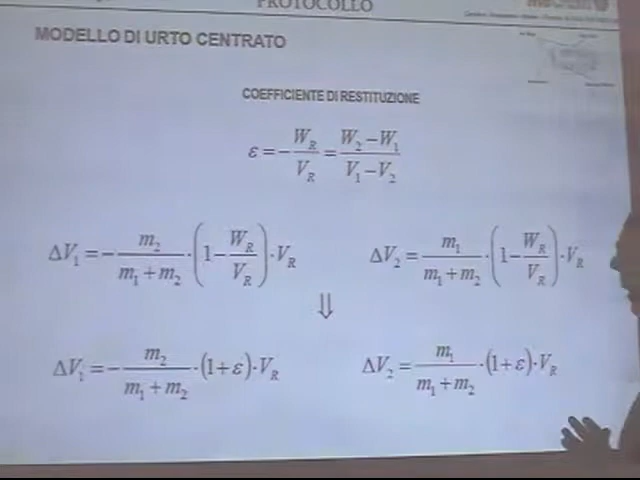 PROTOCOLLO
MODELLO DI URTO CENTRATO
COEFFICIENTE DI RESTITUZIONE
ε = − W_R / V_R = (W_2 − W_1) / (V_1 − V_2)
ΔV_1 = − m_2 / (m_1 + m_2) · (1 − W_R / V_R) · V_R
ΔV_2 = m_1 / (m_1 + m_2) · (1 − W_R / V_R) · V_R
⇓
ΔV_1 = − m_2 / (m_1 + m_2) · (1 + ε) · V_R
ΔV_2 = m_1 / (m_1 + m_2) · (1 + ε) · V_R